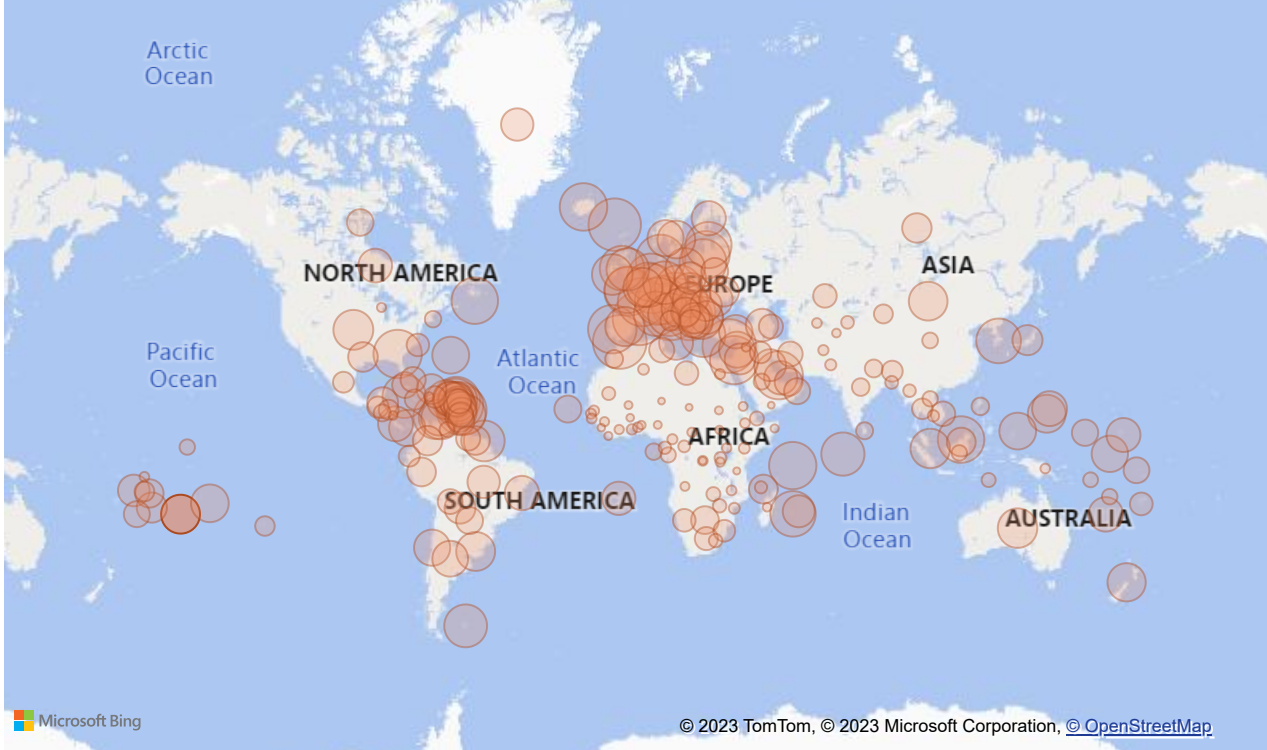 Arctic
Ocean
NORTH AMERICA
EUROPE
ASIA
Pacific
Ocean
Atlantic
Ocean
AFRICA
SOUTH AMERICA
Indian
Ocean
AUSTRALIA
Microsoft Bing
© 2023 TomTom, © 2023 Microsoft Corporation, © OpenStreetMap